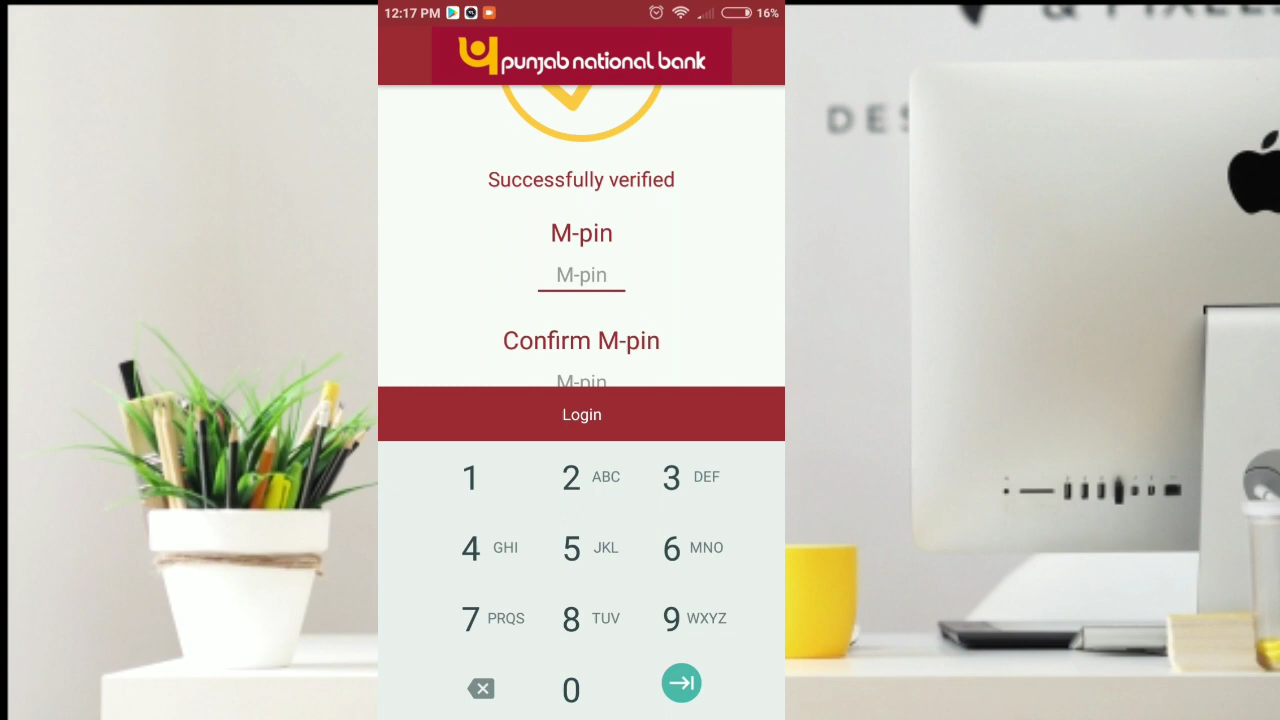 12:17 PM 16%
punjab national bank
Successfully verified
M-pin
M-pin
Confirm M-pin
M-pin
Login
1 2 ABC 3 DEF
4 GHI 5 JKL 6 MNO
7 PRQS 8 TUV 9 WXYZ
0
DES